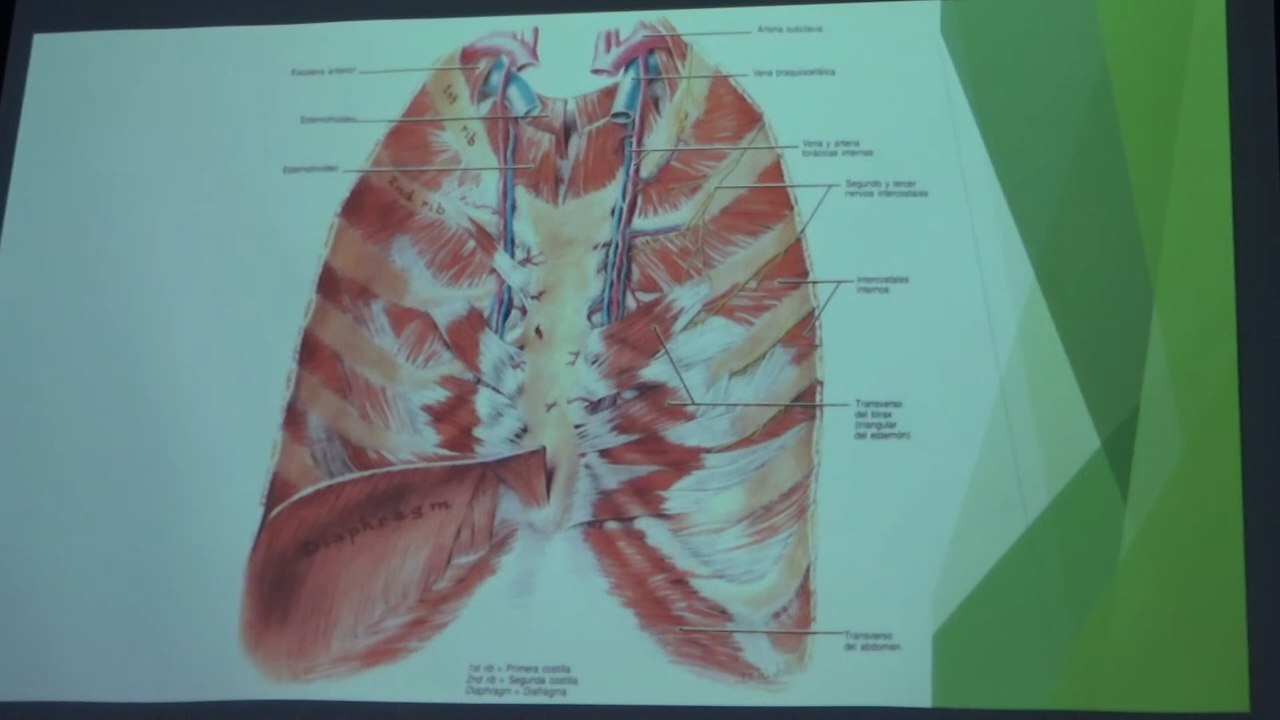 Arteria subclavia
Escaleno anterior
Vena braquiocefálica
1st rib
Esternohioideo
Vena y arteria
torácicas internas
Esternotiroideo
2nd rib
Segundo y tercer
nervios intercostales
Intercostales
internos
Transverso
del tórax
(triangular
del esternón)
Diaphragm
Transverso
del abdomen
1st rib = Primera costilla
2nd rib = Segunda costilla
Diaphragm = Diafragma